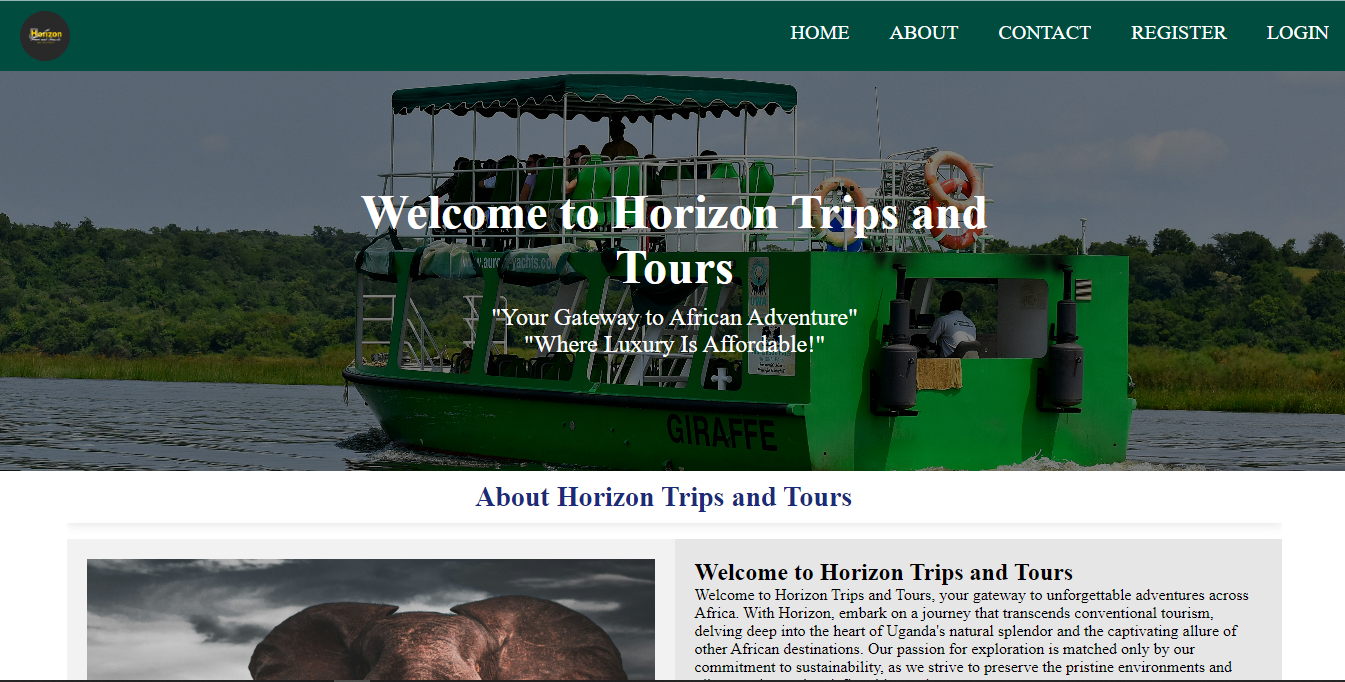 Horizon
HOME ABOUT CONTACT REGISTER LOGIN
Welcome to Horizon Trips and
Tours
"Your Gateway to African Adventure"
"Where Luxury Is Affordable!"
UWA
GIRAFFE
About Horizon Trips and Tours
Welcome to Horizon Trips and Tours
Welcome to Horizon Trips and Tours, your gateway to unforgettable adventures across
Africa. With Horizon, embark on a journey that transcends conventional tourism,
delving deep into the heart of Uganda's natural splendor and the captivating allure of
other African destinations. Our passion for exploration is matched only by our
commitment to sustainability, as we strive to preserve the pristine environments and